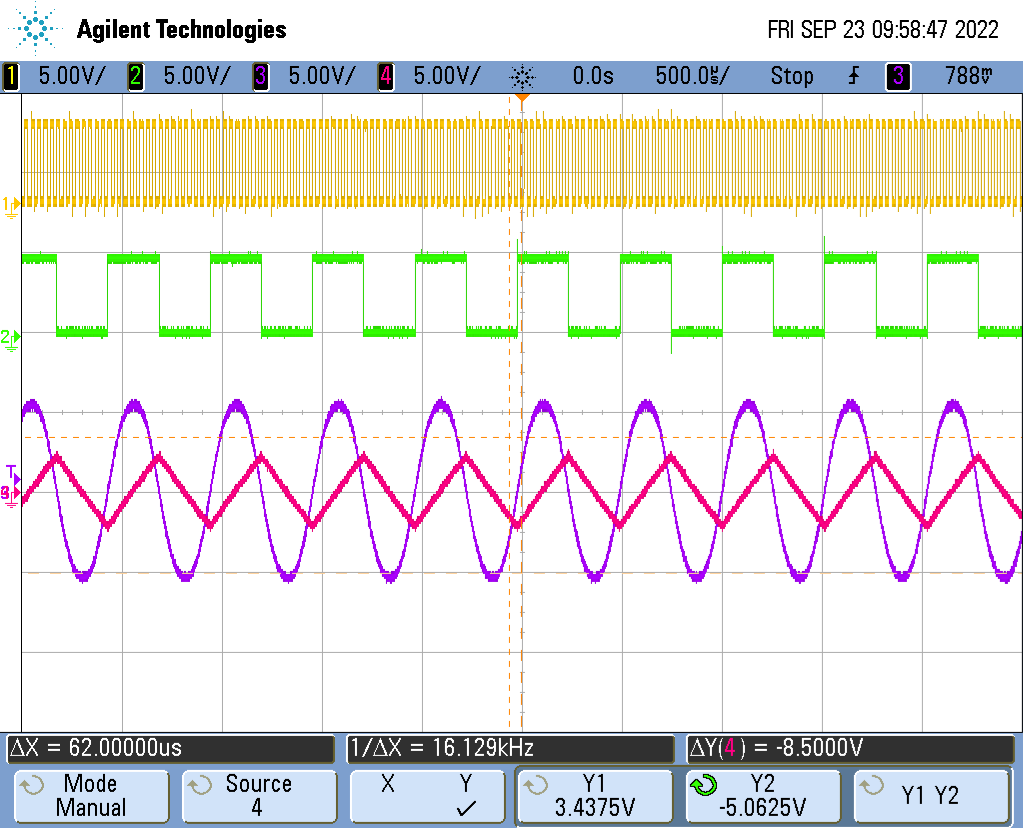 Agilent Technologies FRI SEP 23 09:58:47 2022
1 5.00V/ 2 5.00V/ 3 5.00V/ 4 5.00V/ 0.0s 500.0µs/ Stop 3 788mV
1
2
T
3
ΔX = 62.00000us 1/ΔX = 16.129kHz ΔY(4) = -8.5000V
Mode Source X Y Y1 Y2 Y1 Y2
Manual 4 ✓ 3.4375V -5.0625V